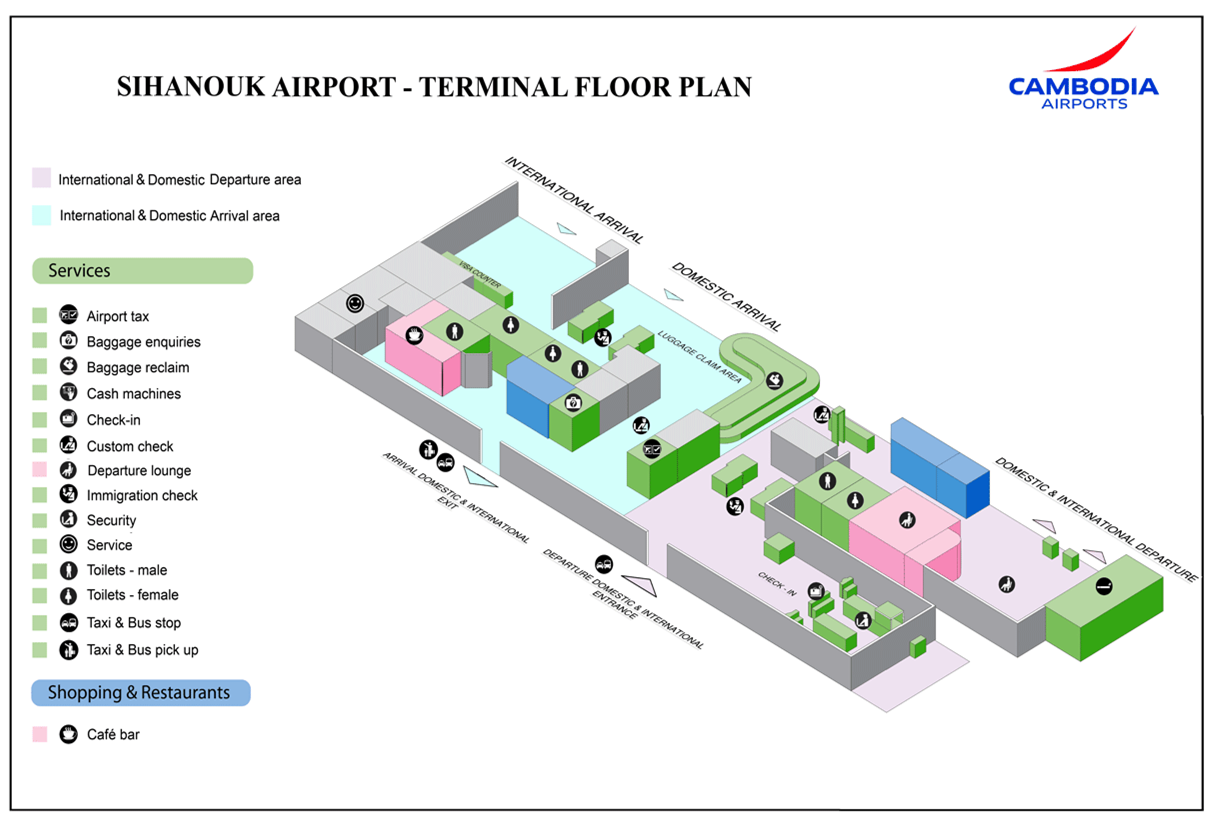 SIHANOUK AIRPORT - TERMINAL FLOOR PLAN
CAMBODIA
AIRPORTS
International & Domestic Departure area
International & Domestic Arrival area
Services
Airport tax
Baggage enquiries
Baggage reclaim
Cash machines
Check-in
Custom check
Departure lounge
Immigration check
Security
Service
Toilets - male
Toilets - female
Taxi & Bus stop
Taxi & Bus pick up
Shopping & Restaurants
Café bar
INTERNATIONAL ARRIVAL
VISA COUNTER
DOMESTIC ARRIVAL
LUGGAGE CLAIM AREA
ARRIVAL DOMESTIC & INTERNATIONAL
EXIT
DOMESTIC & INTERNATIONAL DEPARTURE
DEPARTURE DOMESTIC & INTERNATIONAL
ENTRANCE
CHECK - IN